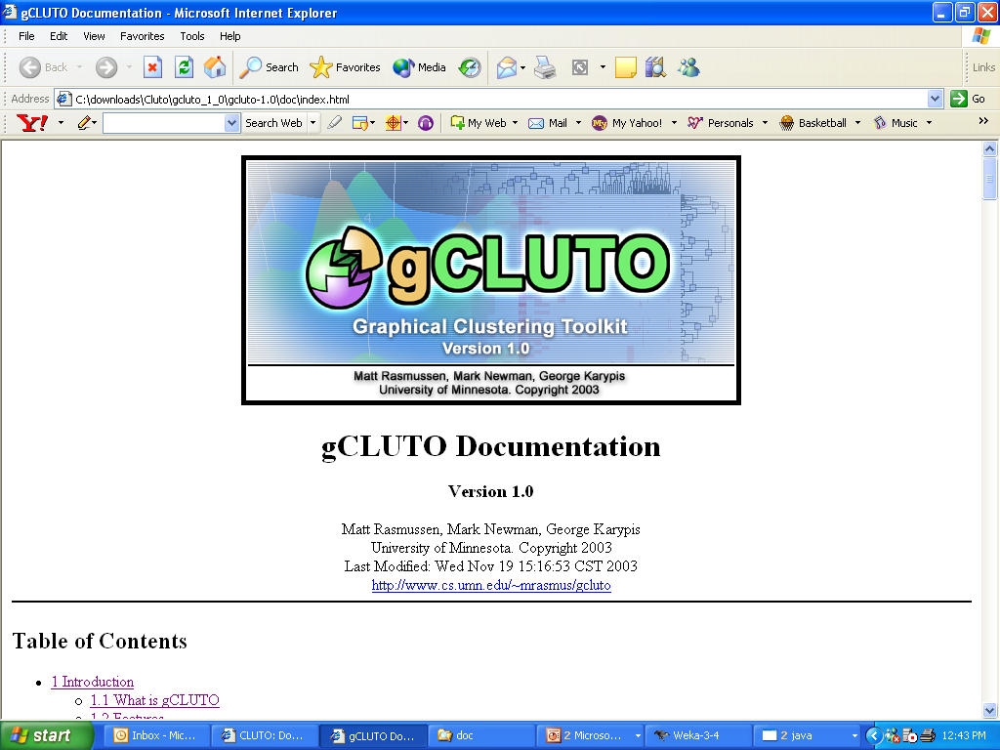 gCLUTO Documentation - Microsoft Internet Explorer
File Edit View Favorites Tools Help
Back Search Favorites Media Links
Address C:\downloads\Cluto\gcluto_1_0\gcluto-1.0\doc\index.html Go
Y! Search Web My Web Mail My My Yahoo! Personals Basketball Music »
gCLUTO
Graphical Clustering Toolkit
Version 1.0
Matt Rasmussen, Mark Newman, George Karypis
University of Minnesota. Copyright 2003
gCLUTO Documentation
Version 1.0
Matt Rasmussen, Mark Newman, George Karypis
University of Minnesota. Copyright 2003
Last Modified: Wed Nov 19 15:16:53 CST 2003
http://www.cs.umn.edu/~mrasmus/gcluto
Table of Contents
1 Introduction
1.1 What is gCLUTO
1.2 Features
start Inbox - Mic... CLUTO: Do... gCLUTO Do... doc 2 Microso... Weka-3-4 2 java 12:43 PM